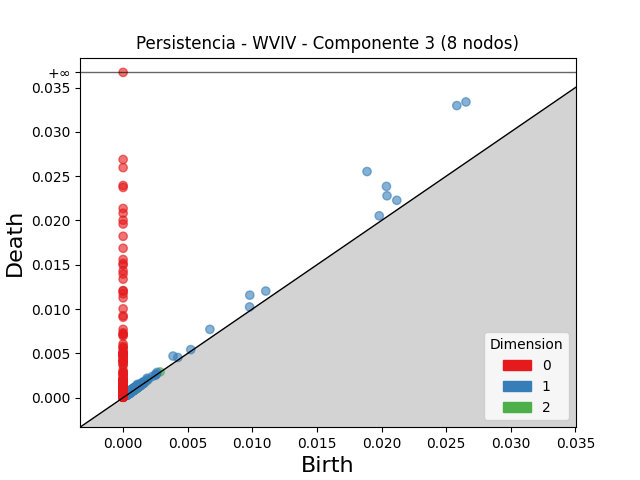 Persistencia - WVIV - Componente 3 (8 nodos)
+∞
0.035
0.030
0.025
0.020
0.015
0.010
0.005
0.000
Death
Dimension
0
1
2
0.000 0.005 0.010 0.015 0.020 0.025 0.030 0.035
Birth